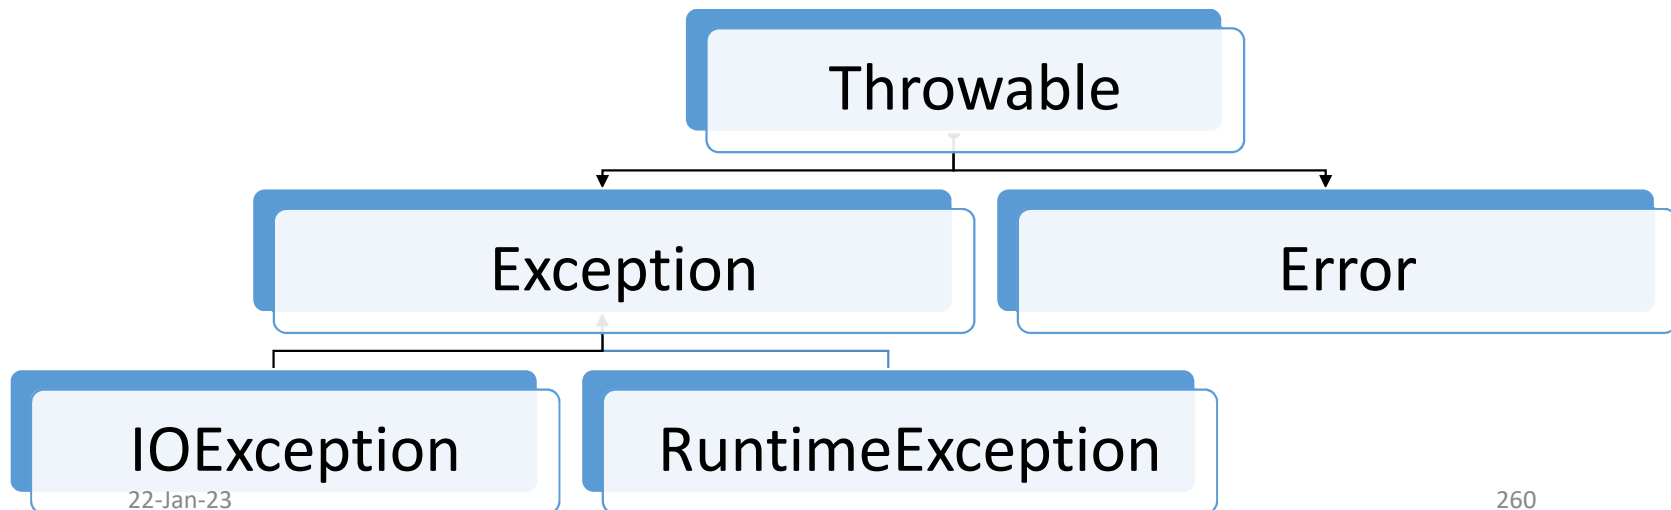 Throwable
Exception
Error
IOException
RuntimeException
22-Jan-23
260